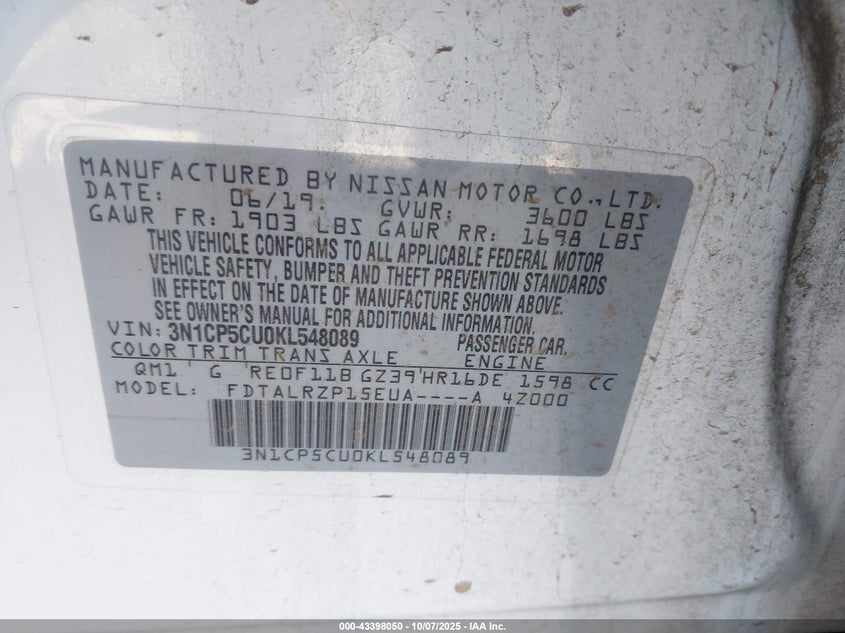 MANUFACTURED BY NISSAN MOTOR CO., LTD.
DATE: 06/19. GVWR: 3600 LBS
GAWR FR: 1903 LBS GAWR RR: 1698 LBS
THIS VEHICLE CONFORMS TO ALL APPLICABLE FEDERAL MOTOR
VEHICLE SAFETY, BUMPER AND THEFT PREVENTION STANDARDS
IN EFFECT ON THE DATE OF MANUFACTURE SHOWN ABOVE.
SEE OWNER'S MANUAL FOR ADDITIONAL INFORMATION.
VIN: 3N1CP5CU0KL548089 PASSENGER CAR.
COLOR TRIM TRANS AXLE ENGINE
QM1 G RE0F11B GZ39 HR16DE 1598 CC
MODEL: FDTALRZP15EUA----A 4Z000
3N1CP5CU0KL548089
000-43398050 - 10/07/2025 - IAA Inc.